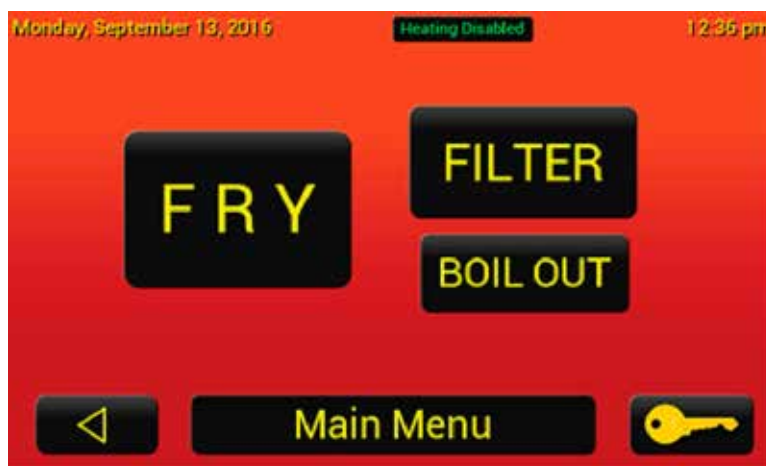 Monday, September 13, 2016 Heating Disabled 12:36 pm
FRY
FILTER
BOIL OUT
Main Menu